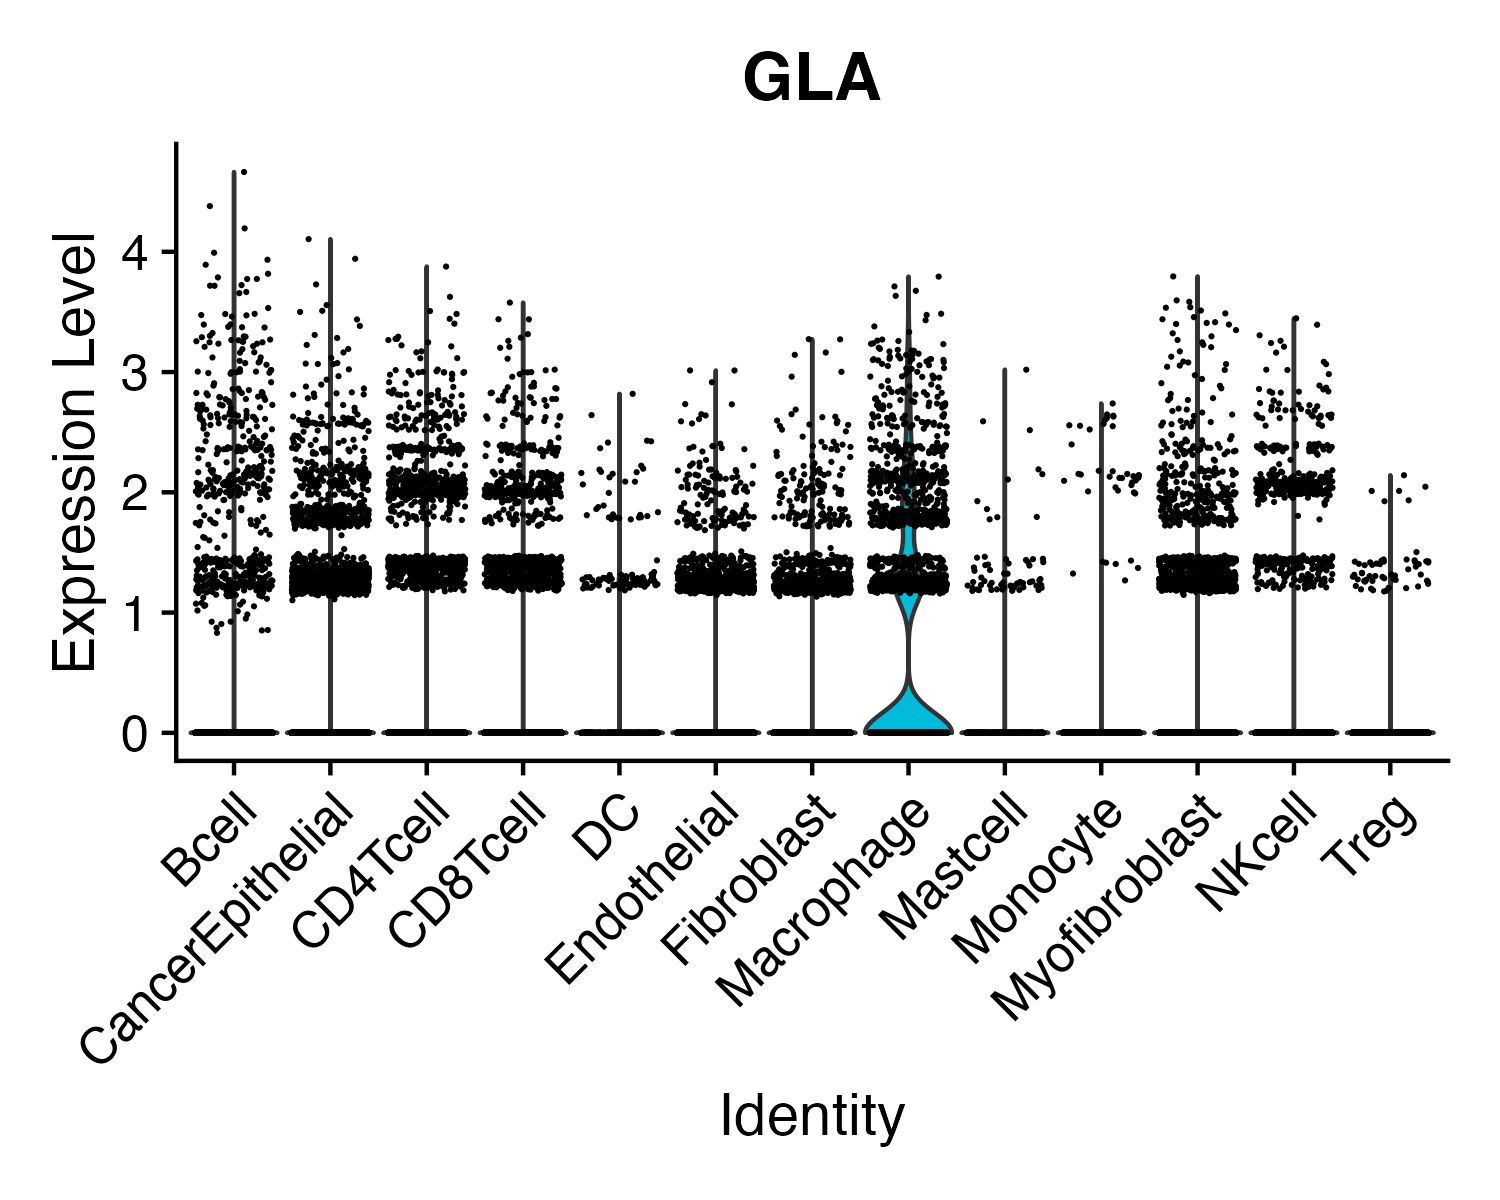 GLA
Expression Level
4
3
2
1
0
Bcell
CancerEpithelial
CD4Tcell
CD8Tcell
DC
Endothelial
Fibroblast
Macrophage
Mastcell
Monocyte
Myofibroblast
NKcell
Treg
Identity